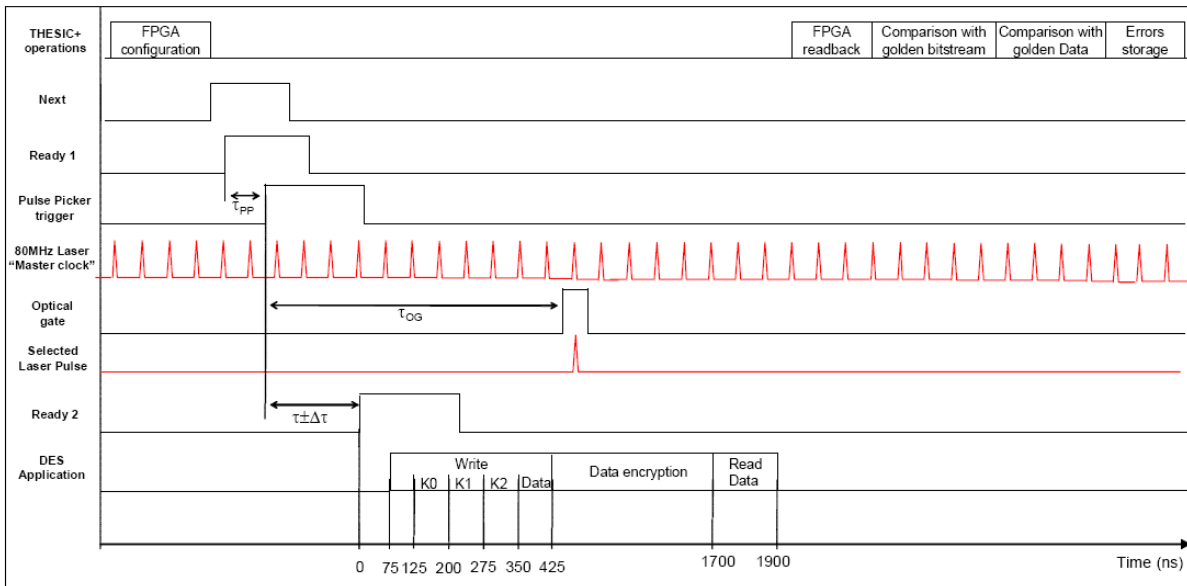 THESIC+
operations
FPGA
configuration
FPGA
readback
Comparison with
golden bitstream
Comparison with
golden Data
Errors
storage
Next
Ready 1
τPP
Pulse Picker
trigger
80MHz Laser
"Master clock"
Optical
gate
τOG
Selected
Laser Pulse
Ready 2
τ±Δτ
DES
Application
Write
K0 K1 K2 Data
Data encryption
Read
Data
0 75 125 200 275 350 425 1700 1900 Time (ns)